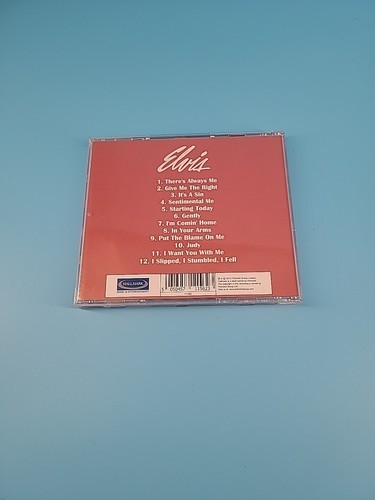 Elvis
1. There's Always Me
2. Give Me The Right
3. It's A Sin
4. Sentimental Me
5. Starting Today
6. Gently
7. I'm Comin' Home
8. In Your Arms
9. Put The Blame On Me
10. Judy
11. I Want You With Me
12. I Slipped, I Stumbled, I Fell
HALLMARK